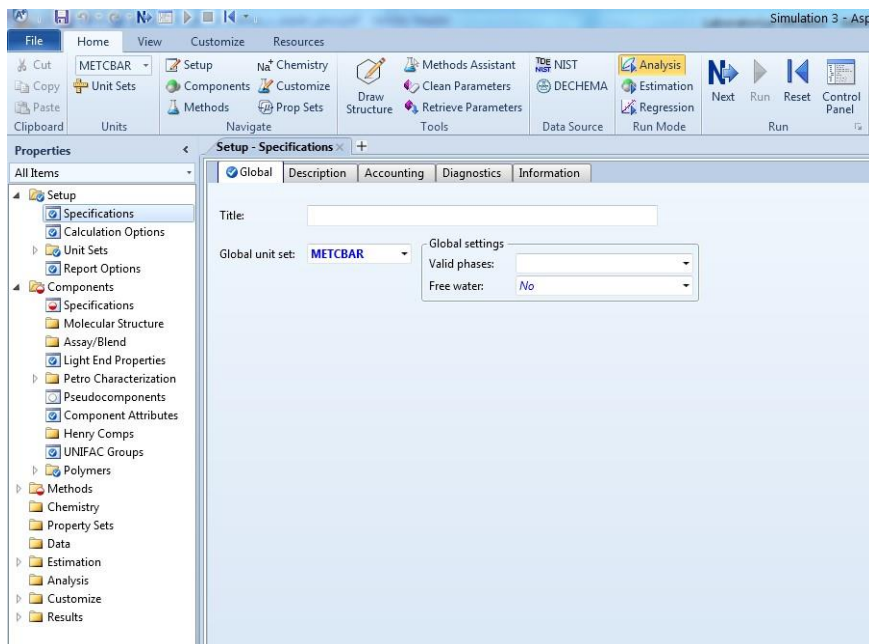 Simulation 3 - Asp
File Home View Customize Resources
Cut METCBAR Setup Na+ Chemistry Methods Assistant NIST Analysis
Copy Unit Sets Components Customize Clean Parameters DECHEMA Estimation
Paste Methods Prop Sets Draw Structure Retrieve Parameters Regression Next Run Reset Control Panel
Clipboard Units Navigate Tools Data Source Run Mode Run
Properties
Setup - Specifications
All Items
Global Description Accounting Diagnostics Information
Setup
Specifications
Calculation Options
Unit Sets
Report Options
Components
Specifications
Molecular Structure
Assay/Blend
Light End Properties
Petro Characterization
Pseudocomponents
Component Attributes
Henry Comps
UNIFAC Groups
Polymers
Methods
Chemistry
Property Sets
Data
Estimation
Analysis
Customize
Results
Title:
Global unit set: METCBAR
Global settings
Valid phases:
Free water: No